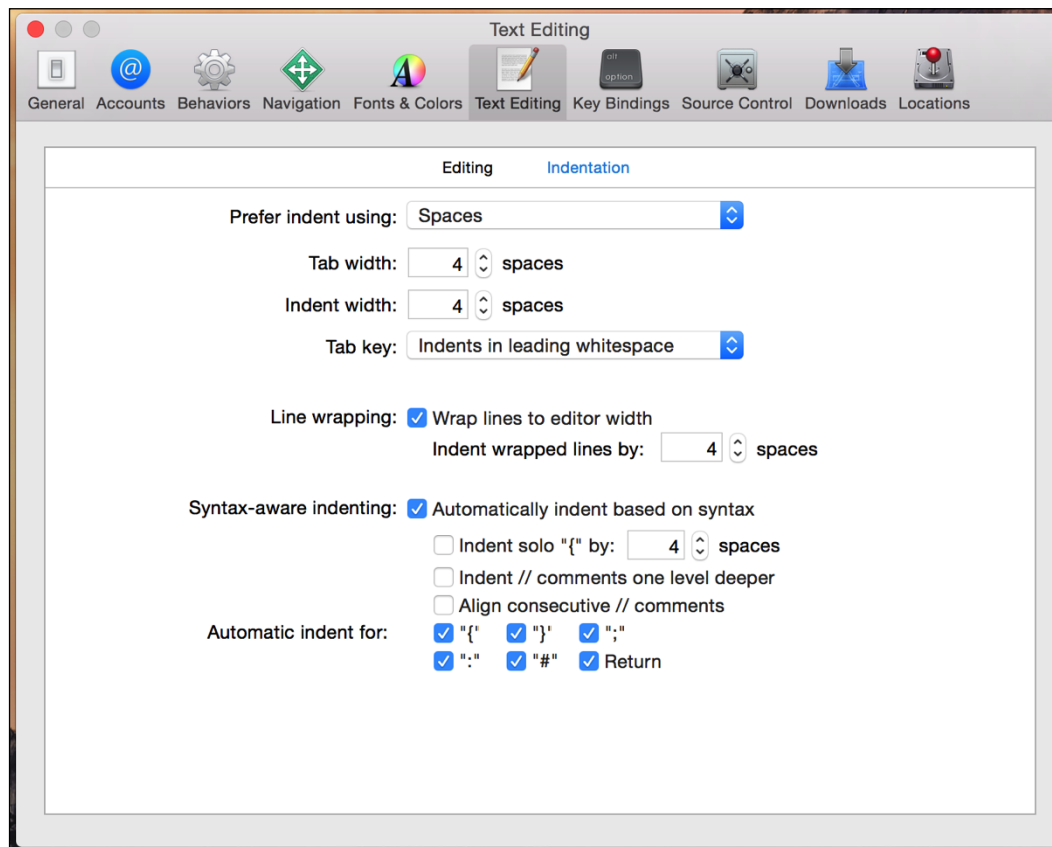 Text Editing
@
A
alt
option
General Accounts Behaviors Navigation Fonts & Colors Text Editing Key Bindings Source Control Downloads Locations
Editing Indentation
Prefer indent using: Spaces
Tab width: 4 spaces
Indent width: 4 spaces
Tab key: Indents in leading whitespace
Line wrapping: Wrap lines to editor width
Indent wrapped lines by: 4 spaces
Syntax-aware indenting: Automatically indent based on syntax
Indent solo "{" by: 4 spaces
Indent // comments one level deeper
Align consecutive // comments
Automatic indent for: "{" "}" ";"
":" "#" Return